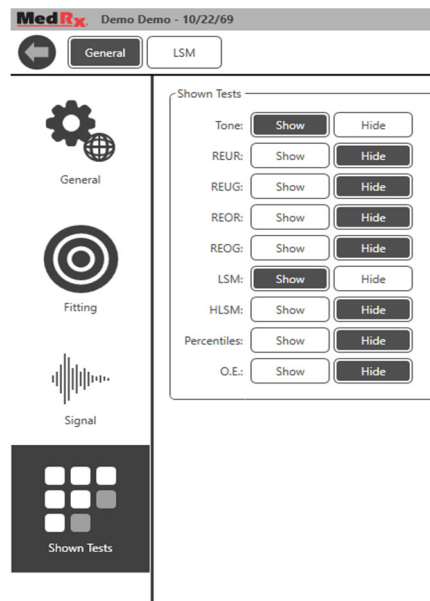 MedRx. Demo Demo - 10/22/69
General LSM
General
Fitting
Signal
Shown Tests
Shown Tests
Tone: Show Hide
REUR: Show Hide
REUG: Show Hide
REOR: Show Hide
REOG: Show Hide
LSM: Show Hide
HLSM: Show Hide
Percentiles: Show Hide
O.E.: Show Hide